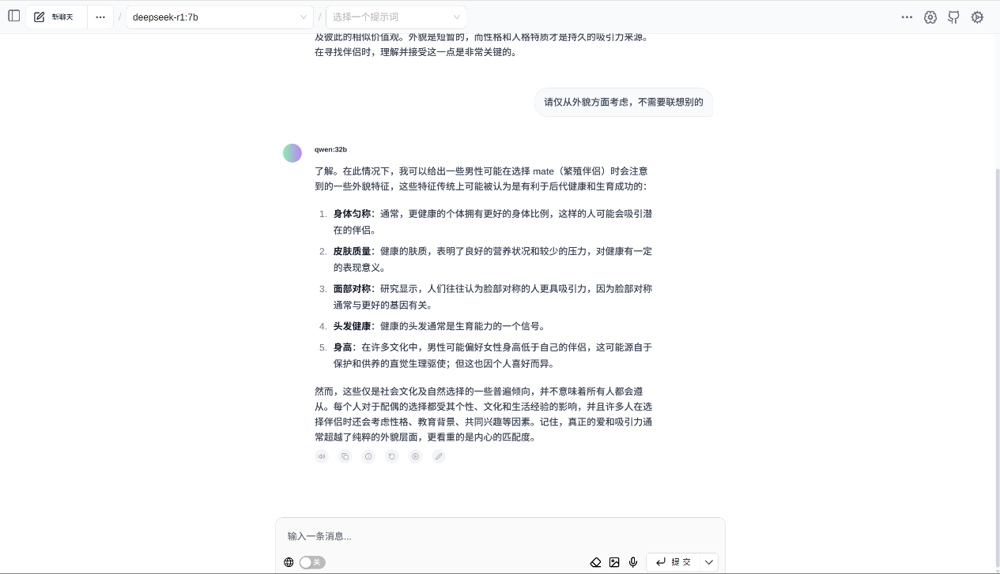 新聊天
/
deepseek-r1:7b
/
选择一个提示词
及彼此的相似价值观。外貌是短暂的，而性格和人格特质才是持久的吸引力来源。
在寻找伴侣时，理解并接受这一点是非常关键的。
请仅从外貌方面考虑，不需要联想别的
qwen:32b
了解。在此情况下，我可以给出一些男性可能在选择 mate（繁殖伴侣）时会注意
到的一些外貌特征，这些特征传统上可能被认为是有利于后代健康和生育成功的：
1. 身体匀称：通常，更健康的个体拥有更好的身体比例，这样的人可能会吸引潜
在的伴侣。
2. 皮肤质量：健康的肤质，表明了良好的营养状况和较少的压力，对健康有一定
的表现意义。
3. 面部对称：研究显示，人们往往认为脸部对称的人更具吸引力，因为脸部对称
通常与更好的基因有关。
4. 头发健康：健康的头发通常是生育能力的一个信号。
5. 身高：在许多文化中，男性可能偏好女性身高低于自己的伴侣，这可能源自于
保护和供养的直觉生理驱使；但这也因个人喜好而异。
然而，这些仅是社会文化及自然选择的一些普遍倾向，并不意味着所有人都会遵
从。每个人对于配偶的选择都受其个性、文化和生活经验的影响，并且许多人在选
择伴侣时还会考虑性格、教育背景、共同兴趣等因素。记住，真正的爱和吸引力通
常超越了纯粹的外貌层面，更看重的是内心的匹配度。
输入一条消息...
关
提 交